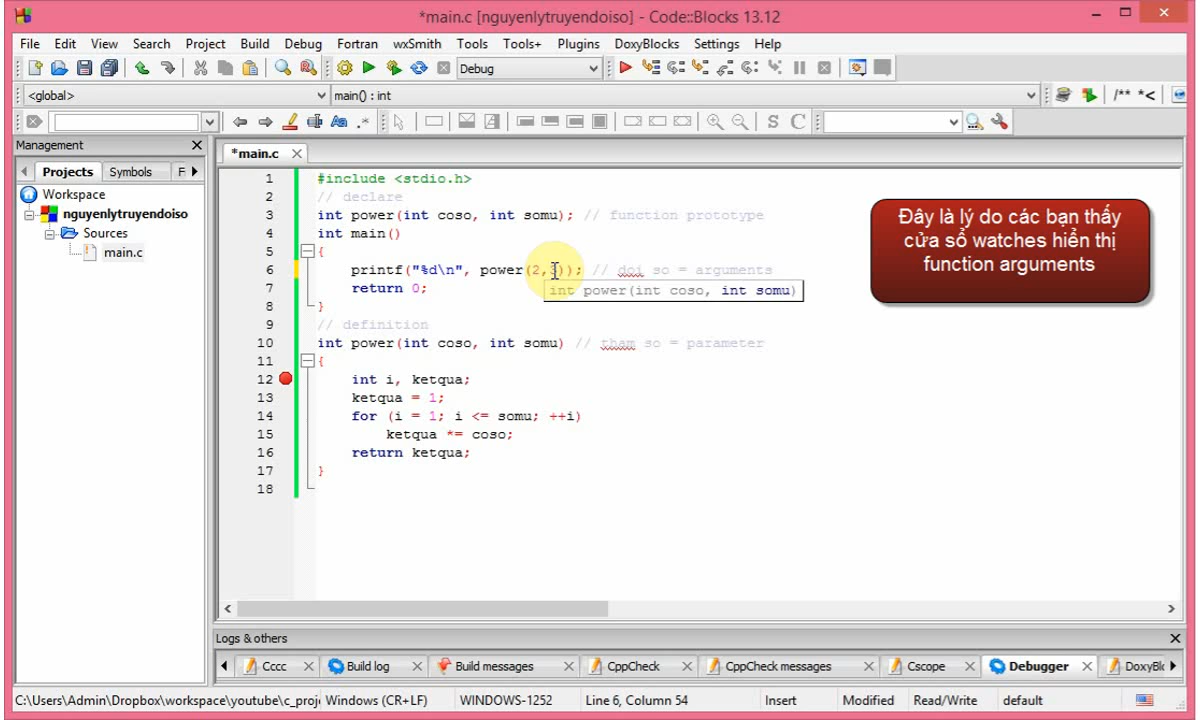 *main.c [nguyenlytruyendoiso] - Code::Blocks 13.12
File Edit View Search Project Build Debug Fortran wxSmith Tools Tools+ Plugins DoxyBlocks Settings Help
Debug
<global> main() : int /** *<
Aa .* S C
Management
Projects Symbols F
*main.c
Workspace
nguyenlytruyendoiso
Sources
main.c
1 #include <stdio.h>
2 // declare
3 int power(int coso, int somu); // function prototype
4 int main()
5 {
6 printf("%d\n", power(2,3)); // doi so = arguments
7 return 0;
int power(int coso, int somu)
8 }
9 // definition
10 int power(int coso, int somu) // tham so = parameter
11 {
12 int i, ketqua;
13 ketqua = 1;
14 for (i = 1; i <= somu; ++i)
15 ketqua *= coso;
16 return ketqua;
17 }
18
Đây là lý do các bạn thấy
cửa sổ watches hiển thị
function arguments
Logs & others
Cccc Build log Build messages CppCheck CppCheck messages Cscope Debugger DoxyBl
C:\Users\Admin\Dropbox\workspace\youtube\c_proj Windows (CR+LF) WINDOWS-1252 Line 6, Column 54 Insert Modified Read/Write default